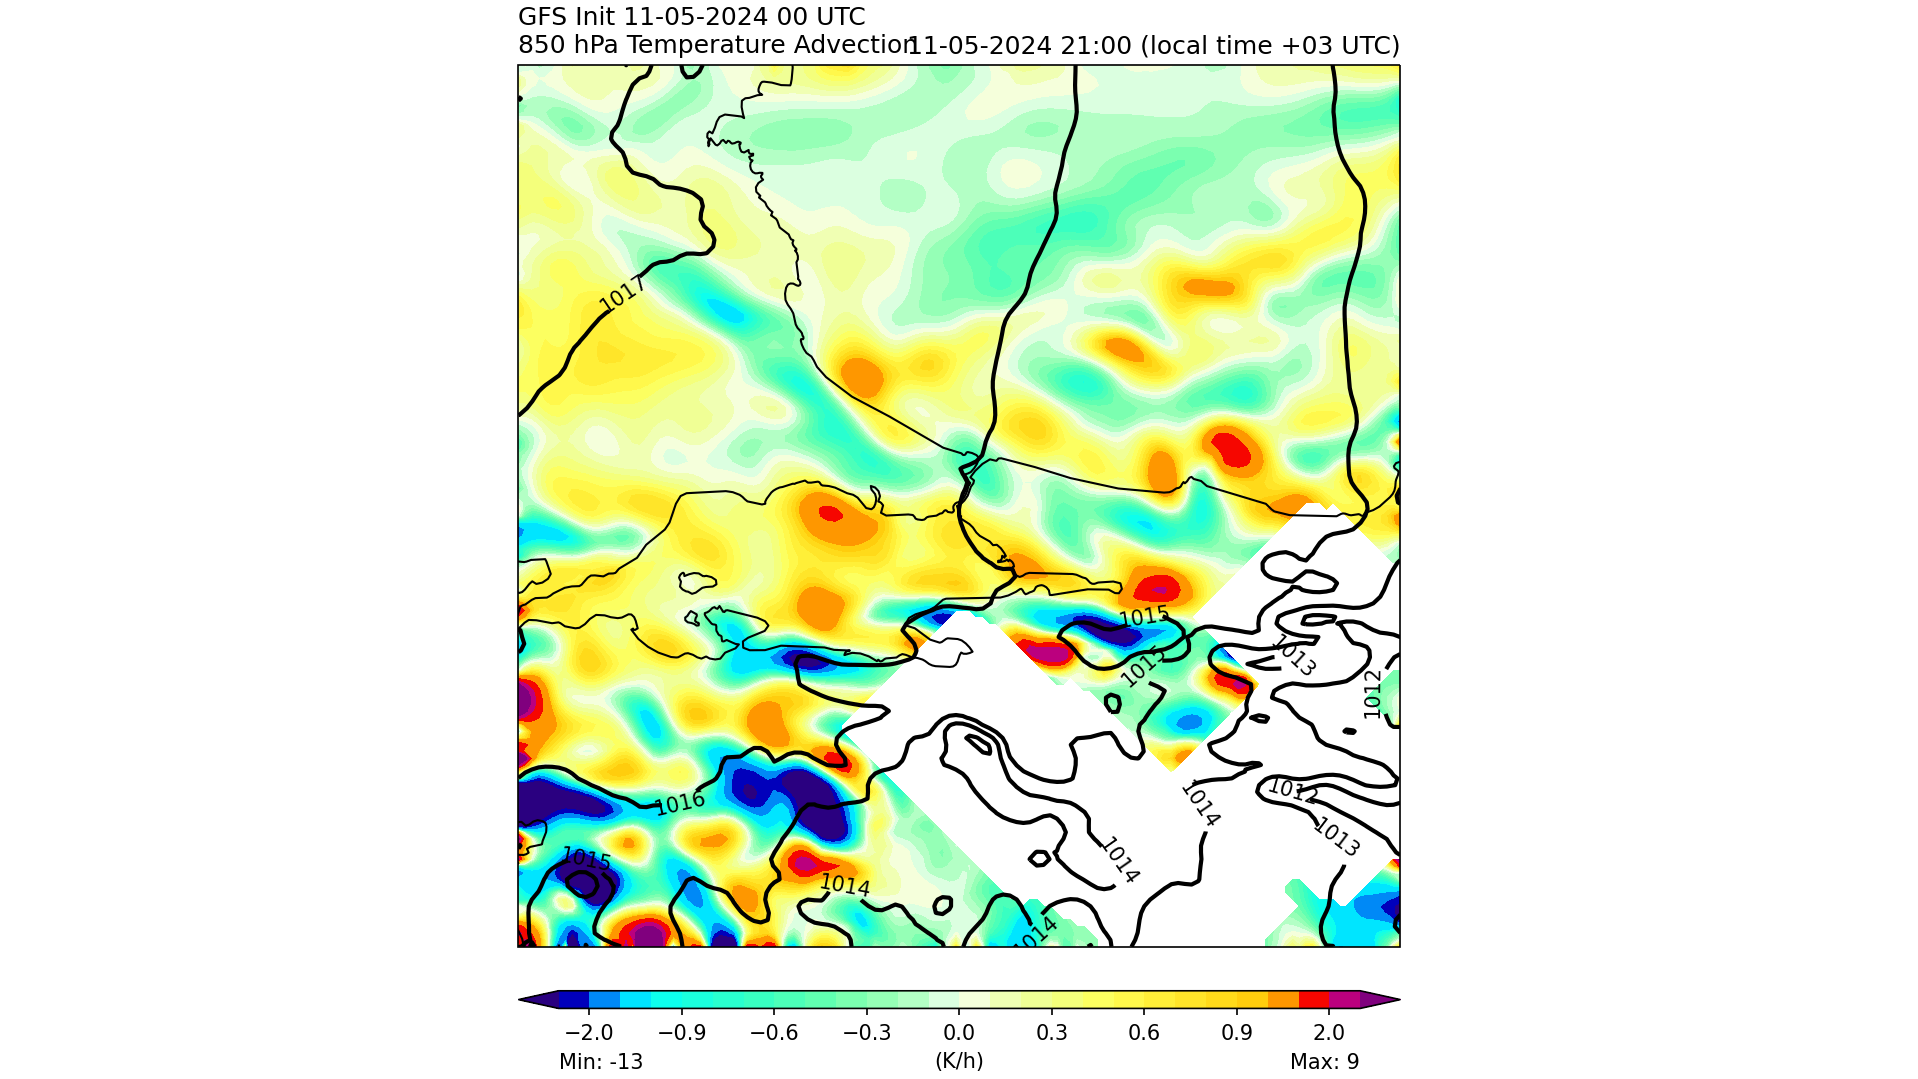 GFS Init 11-05-2024 00 UTC
850 hPa Temperature Advection
11-05-2024 21:00 (local time +03 UTC)
1017
1015
1013
1015
1012
1016
1014
1012
1013
1015
1014
1014
1014
−2.0 −0.9 −0.6 −0.3 0.0 0.3 0.6 0.9 2.0
Min: -13 (K/h) Max: 9